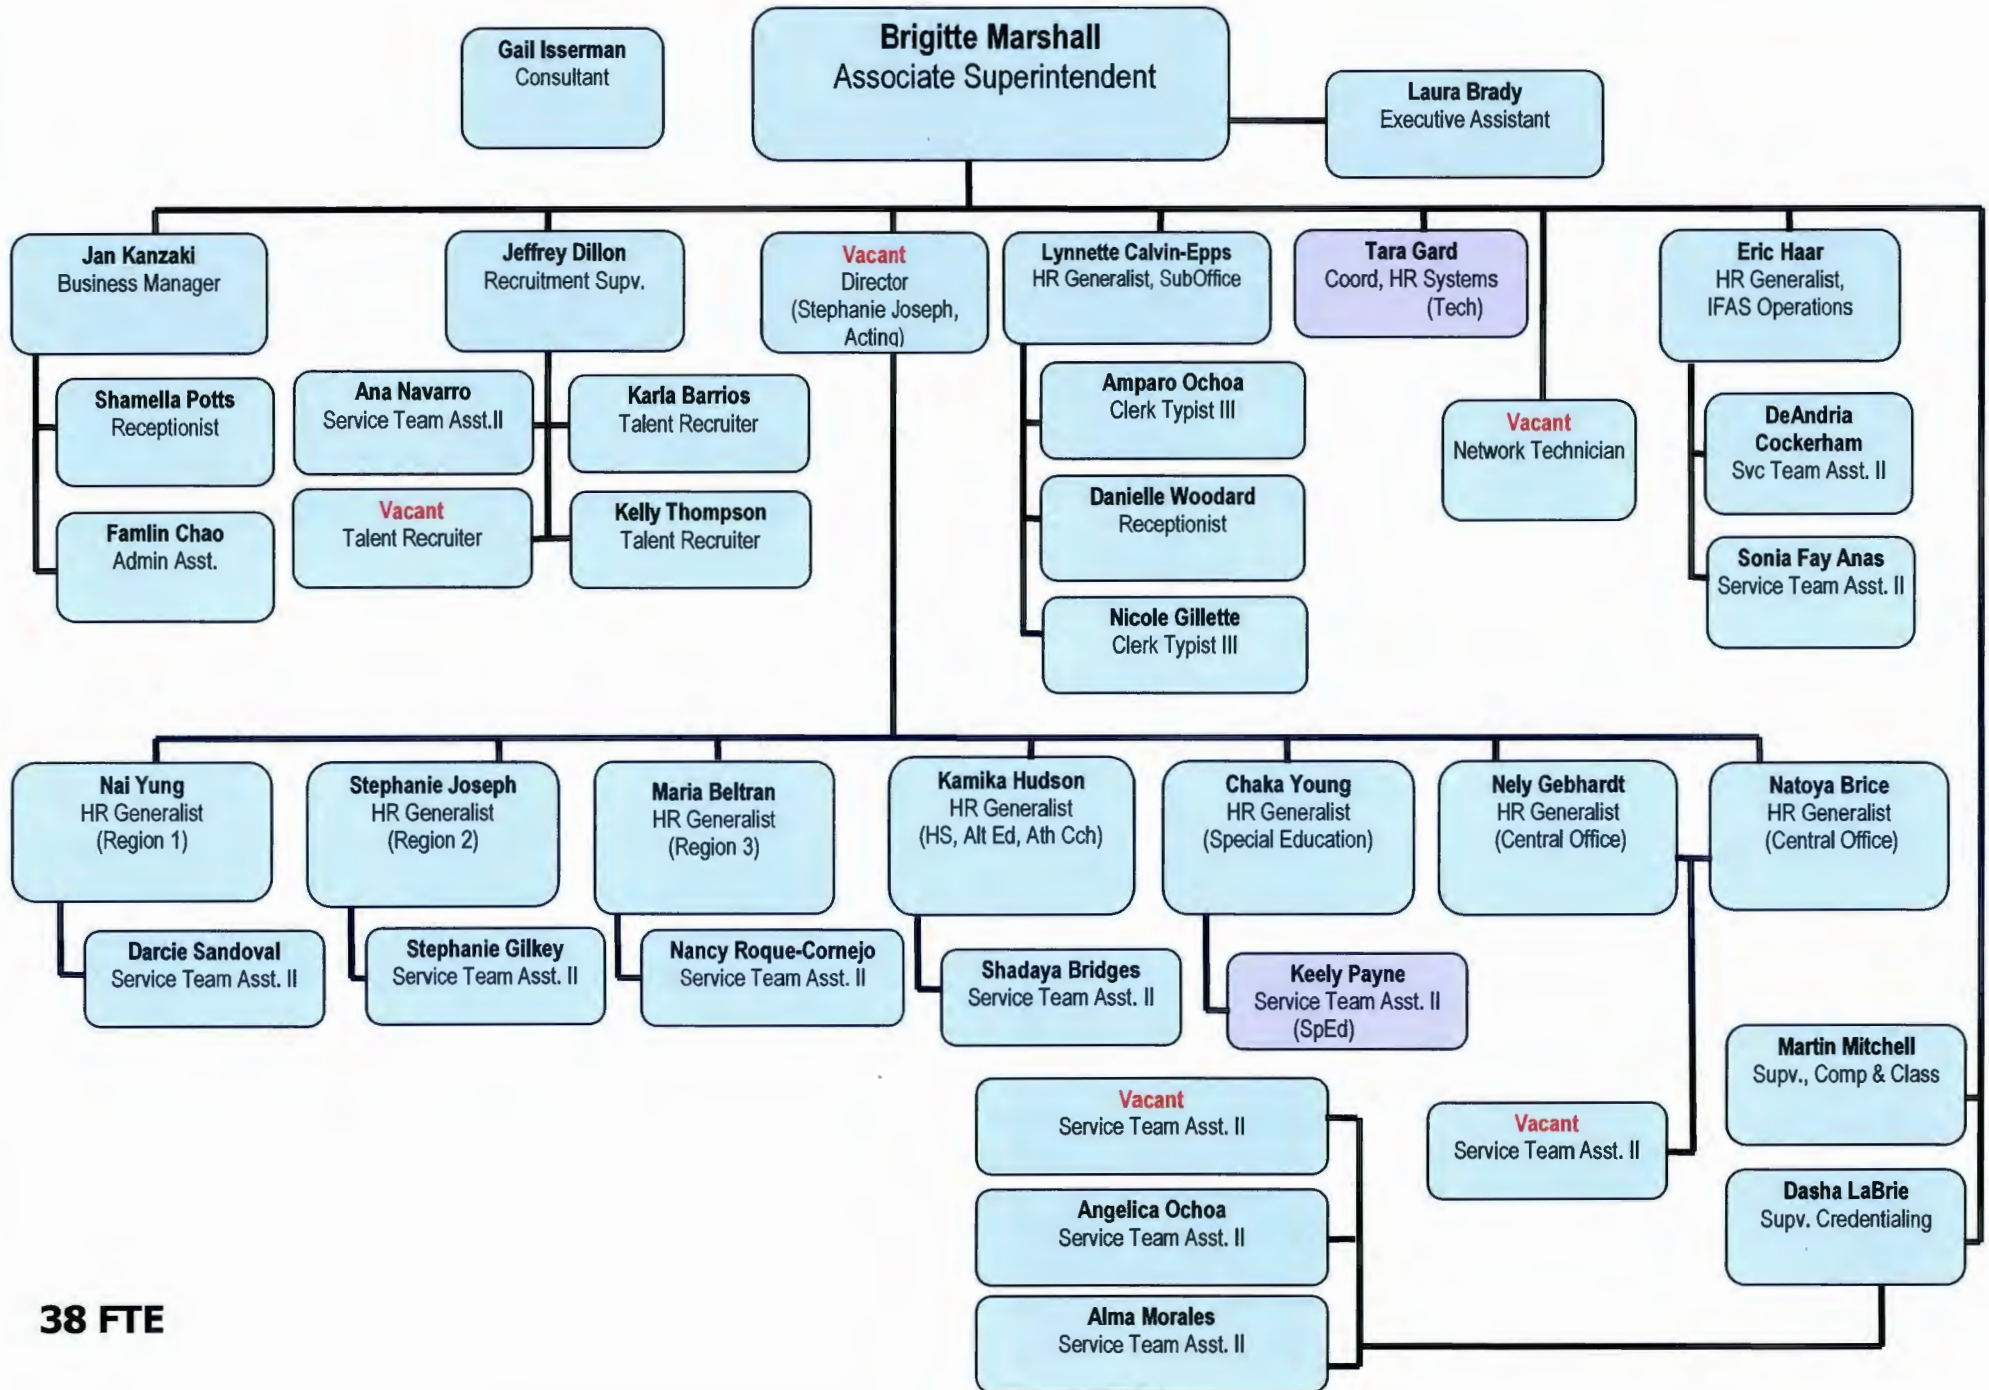 Gail Isserman
Consultant
Brigitte Marshall
Associate Superintendent
Laura Brady
Executive Assistant
Jan Kanzaki
Business Manager
Jeffrey Dillon
Recruitment Supv.
Vacant
Director
(Stephanie Joseph,
Acting)
Lynnette Calvin-Epps
HR Generalist, SubOffice
Tara Gard
Coord, HR Systems
(Tech)
Eric Haar
HR Generalist,
IFAS Operations
Shamella Potts
Receptionist
Famlin Chao
Admin Asst.
Ana Navarro
Service Team Asst.II
Karla Barrios
Talent Recruiter
Vacant
Talent Recruiter
Kelly Thompson
Talent Recruiter
Amparo Ochoa
Clerk Typist III
Danielle Woodard
Receptionist
Nicole Gillette
Clerk Typist III
Vacant
Network Technician
DeAndria
Cockerham
Svc Team Asst. II
Sonia Fay Anas
Service Team Asst. II
Nai Yung
HR Generalist
(Region 1)
Stephanie Joseph
HR Generalist
(Region 2)
Maria Beltran
HR Generalist
(Region 3)
Kamika Hudson
HR Generalist
(HS, Alt Ed, Ath Cch)
Chaka Young
HR Generalist
(Special Education)
Nely Gebhardt
HR Generalist
(Central Office)
Natoya Brice
HR Generalist
(Central Office)
Darcie Sandoval
Service Team Asst. II
Stephanie Gilkey
Service Team Asst. II
Nancy Roque-Cornejo
Service Team Asst. II
Shadaya Bridges
Service Team Asst. II
Keely Payne
Service Team Asst. II
(SpEd)
Martin Mitchell
Supv., Comp & Class
Vacant
Service Team Asst. II
Vacant
Service Team Asst. II
Dasha LaBrie
Supv. Credentialing
Angelica Ochoa
Service Team Asst. II
Alma Morales
Service Team Asst. II
38 FTE